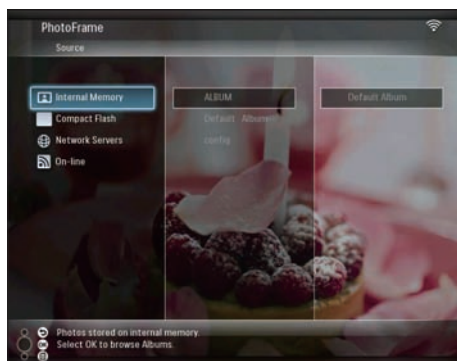 PhotoFrame
Source
Internal Memory
Compact Flash
Network Servers
On-line
ALBUM
Default Album
config
Default Album
Photos stored on internal memory.
Select OK to browse Albums.